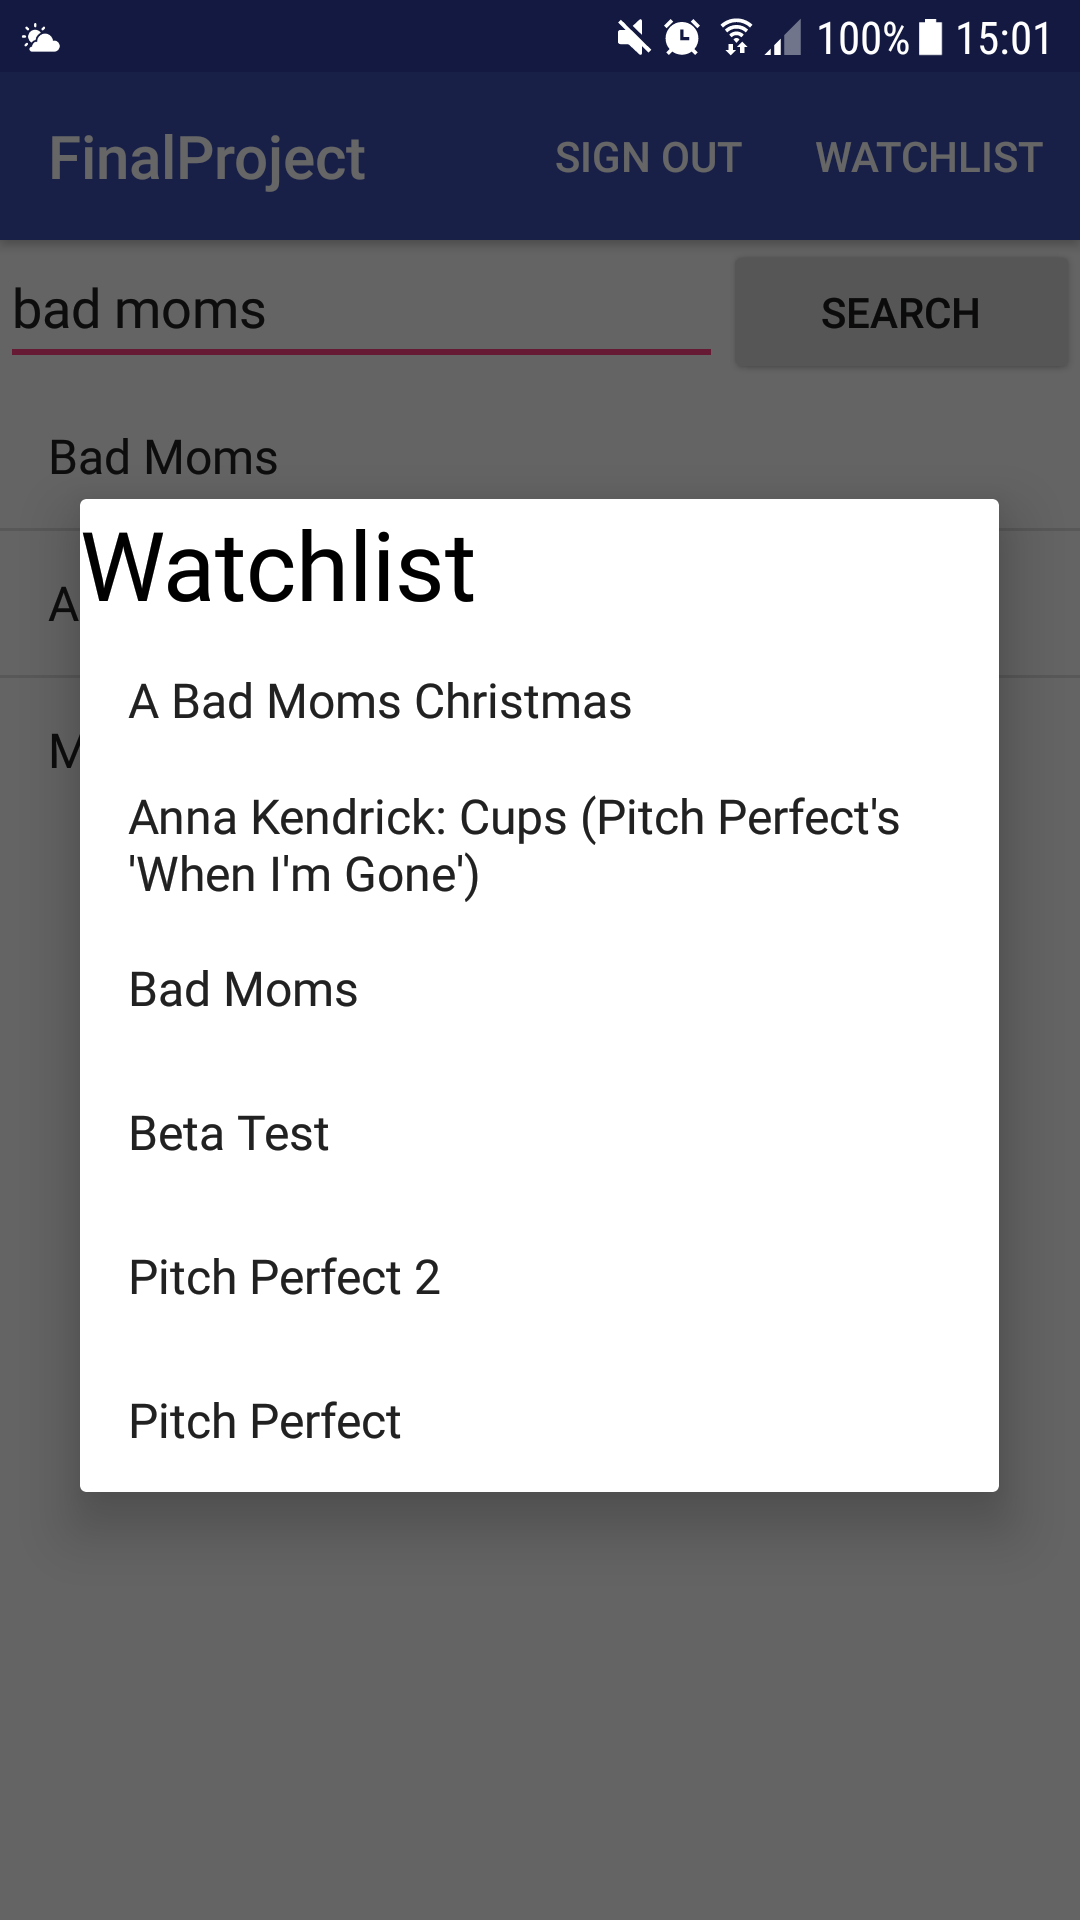 100% 15:01
FinalProject SIGN OUT WATCHLIST
bad moms SEARCH
Bad Moms
Watchlist
A Bad Moms Christmas
Anna Kendrick: Cups (Pitch Perfect's
'When I'm Gone')
Bad Moms
Beta Test
Pitch Perfect 2
Pitch Perfect